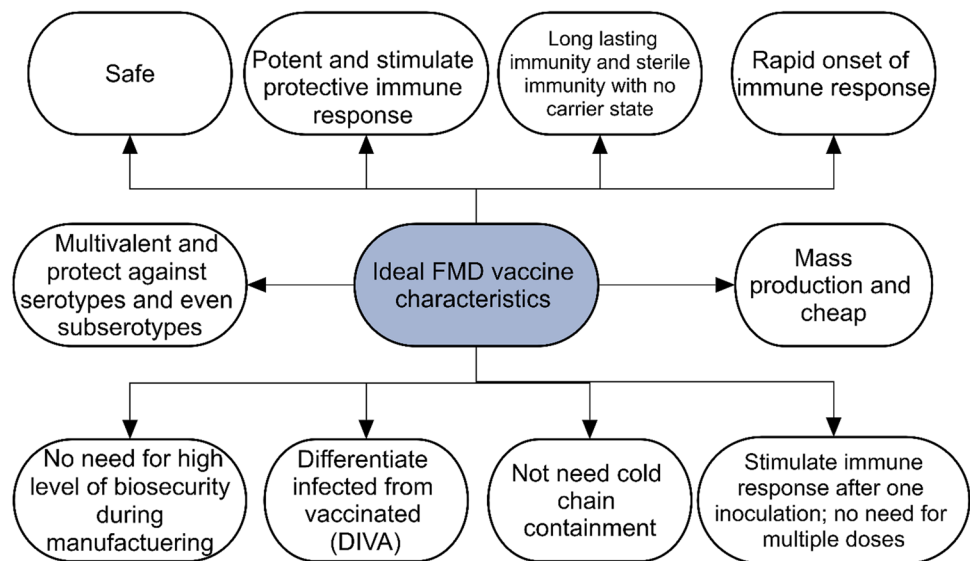 Safe
Potent and stimulate
protective immune
response
Long lasting
immunity and sterile
immunity with no
carrier state
Rapid onset of
immune response
Multivalent and
protect against
serotypes and even
subserotypes
Ideal FMD vaccine
characteristics
Mass
production and
cheap
No need for high
level of biosecurity
during
manufactuering
Differentiate
infected from
vaccinated
(DIVA)
Not need cold
chain
containment
Stimulate immune
response after one
inoculation; no need for
multiple doses